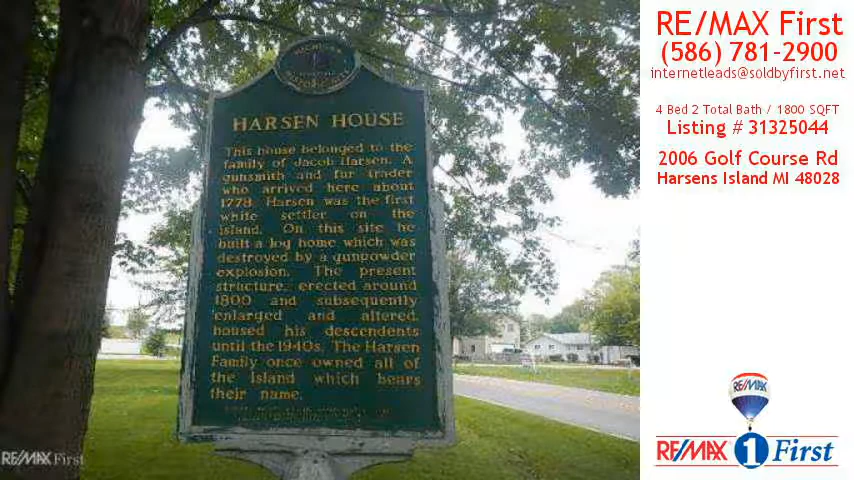 HARSEN HOUSE
This house belonged to the
family of Jacob Harsen. A
gunsmith and fur trader
who arrived here about
1778, Harsen was the first
white settler on the
island. On this site he
built a log home which was
destroyed by a gunpowder
explosion. The present
structure, erected around
1800 and subsequently
enlarged and altered,
housed his descendents
until the 1940s. The Harsen
Family once owned all of
the island which bears
their name.
RE/MAX First
RE/MAX First
(586) 781-2900
internetleads@soldbyfirst.net
4 Bed 2 Total Bath / 1800 SQFT
Listing # 31325044
2006 Golf Course Rd
Harsens Island MI 48028
RE/MAX
RE/MAX 1 First